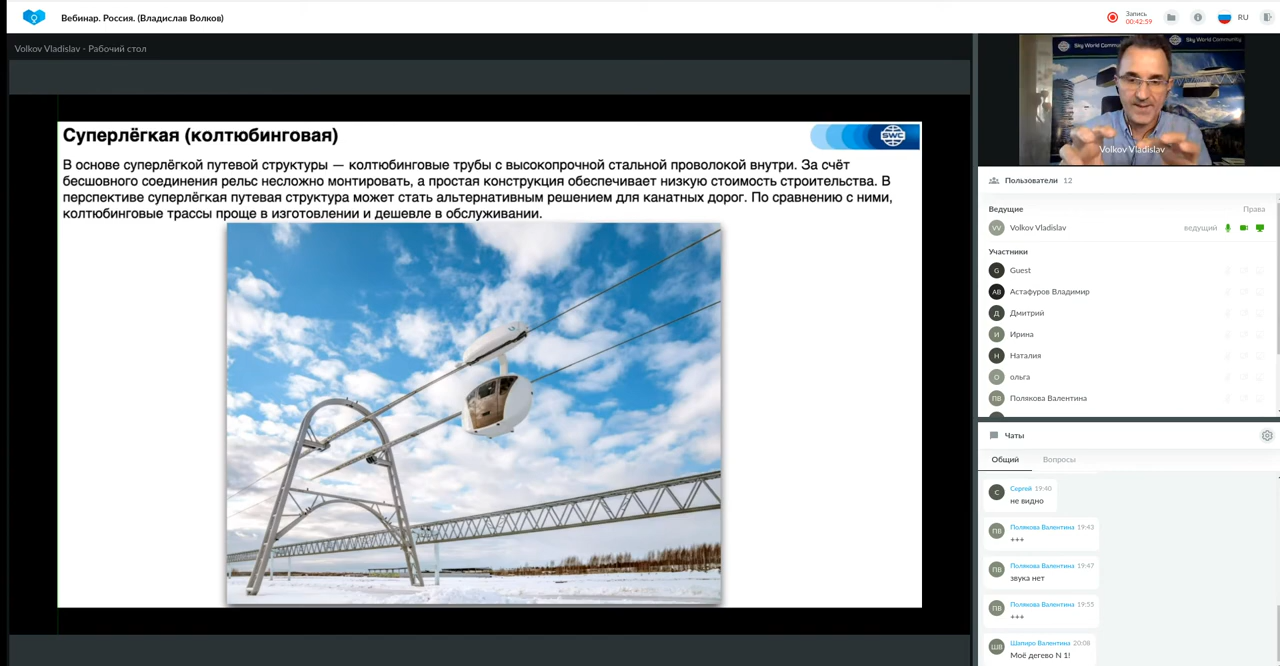 Вебинар. Россия. (Владислав Волков)
Запись
00:42:59
RU
Volkov Vladislav - Рабочий стол
Суперлёгкая (колтюбинговая)
SWC
В основе суперлёгкой путевой структуры — колтюбинговые трубы с высокопрочной стальной проволокой внутри. За счёт
бесшовного соединения рельс несложно монтировать, а простая конструкция обеспечивает низкую стоимость строительства. В
перспективе суперлёгкая путевая структура может стать альтернативным решением для канатных дорог. По сравнению с ними,
колтюбинговые трассы проще в изготовлении и дешевле в обслуживании.
Sky World Commu
Sky World Community
Volkov Vladislav
Пользователи 12
Ведущие Права
VV Volkov Vladislav ведущий
Участники
G Guest
АВ Астафуров Владимир
Д Дмитрий
И Ирина
Н Наталия
О ольга
ПВ Полякова Валентина
Чаты
Общий Вопросы
С Сергей 19:40
не видно
ПВ Полякова Валентина 19:43
+++
ПВ Полякова Валентина 19:47
звука нет
ПВ Полякова Валентина 19:55
+++
ШВ Шапиро Валентина 20:08
Моё дегево N 1!